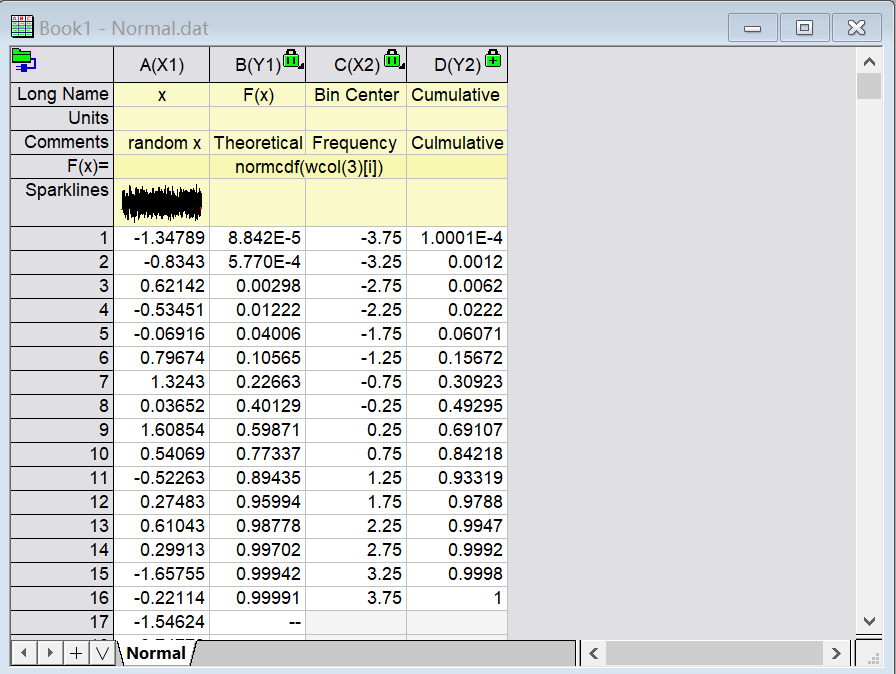 Book1 - Normal.dat
A(X1) B(Y1) C(X2) D(Y2)
Long Name x F(x) Bin Center Cumulative
Units
Comments random x Theoretical Frequency Culmulative
F(x)= normcdf(wcol(3)[i])
Sparklines
1 -1.34789 8.842E-5 -3.75 1.0001E-4
2 -0.8343 5.770E-4 -3.25 0.0012
3 0.62142 0.00298 -2.75 0.0062
4 -0.53451 0.01222 -2.25 0.0222
5 -0.06916 0.04006 -1.75 0.06071
6 0.79674 0.10565 -1.25 0.15672
7 1.3243 0.22663 -0.75 0.30923
8 0.03652 0.40129 -0.25 0.49295
9 1.60854 0.59871 0.25 0.69107
10 0.54069 0.77337 0.75 0.84218
11 -0.52263 0.89435 1.25 0.93319
12 0.27483 0.95994 1.75 0.9788
13 0.61043 0.98778 2.25 0.9947
14 0.29913 0.99702 2.75 0.9992
15 -1.65755 0.99942 3.25 0.9998
16 -0.22114 0.99991 3.75 1
17 -1.54624 --
Normal